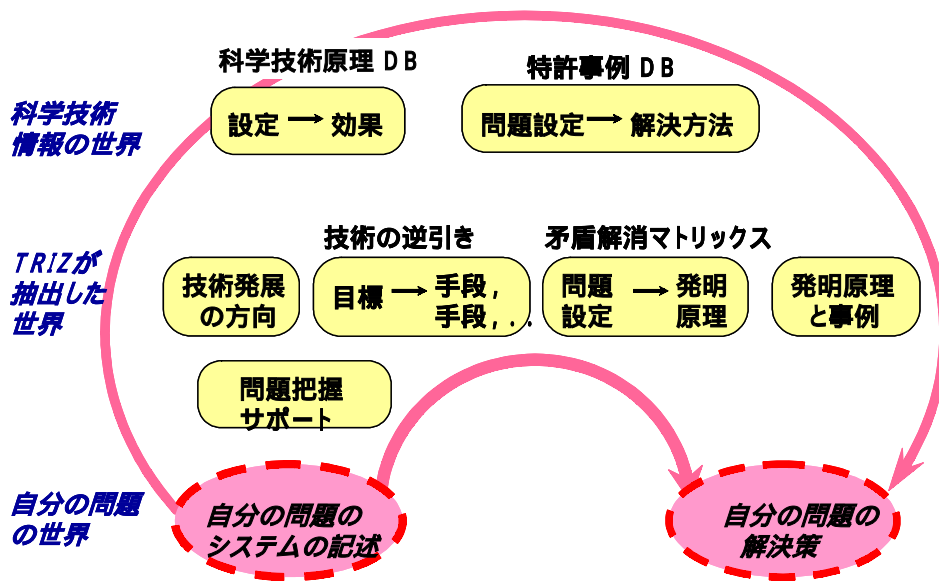 科学技術原理 DB
特許事例 DB
科学技術
情報の世界
設定 → 効果
問題設定 → 解決方法
技術の逆引き
矛盾解消マトリックス
TRIZが
抽出した
世界
技術発展
の方向
目標 → 手段,
手段,...
問題
設定
→ 発明
原理
発明原理
と事例
問題把握
サポート
自分の問題
の世界
自分の問題の
システムの記述
自分の問題の
解決策